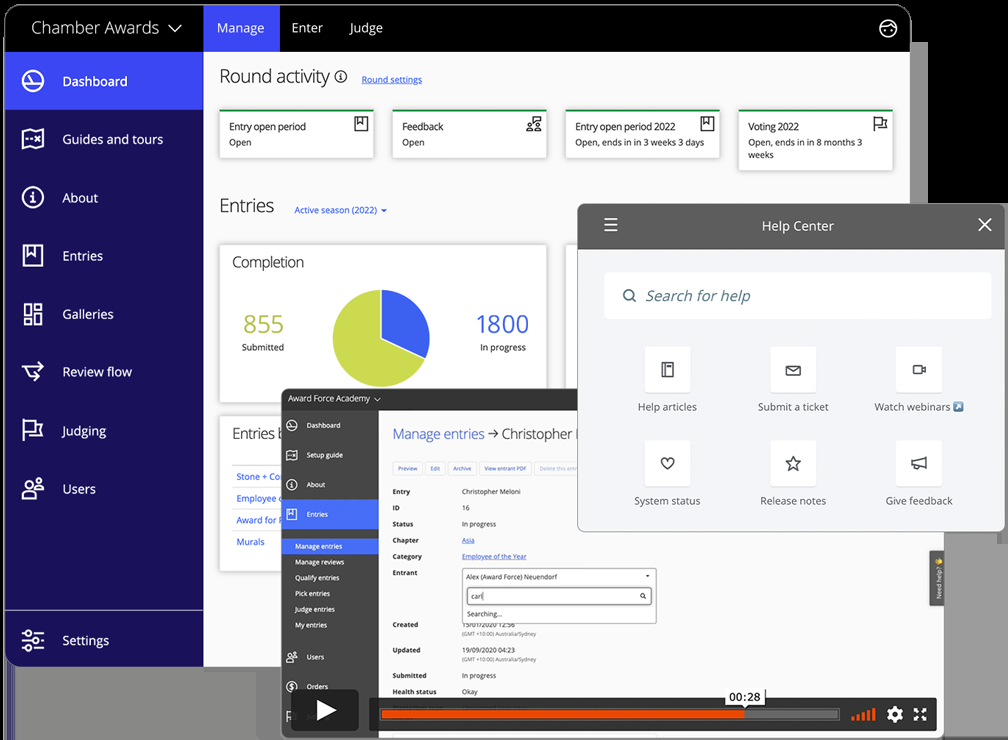 Chamber Awards
Manage
Enter
Judge
Dashboard
Guides and tours
About
Entries
Galleries
Review flow
Judging
Users
Settings
Round activity
Round settings
Entry open period
Open
Feedback
Open
Entry open period 2022
Open, ends in in 3 weeks 3 days
Voting 2022
Open, ends in in 8 months 3
weeks
Entries
Active season (2022)
Completion
855
Submitted
1800
In progress
Entries
Stone +
Employee
Award for
Murals
Help Center
Search for help
Help articles
Submit a ticket
Watch webinars
System status
Release notes
Give feedback
Award Force Academy
Dashboard
Setup guide
About
Entries
Manage entries
Manage reviews
Qualify entries
Pick entries
Judge entries
My entries
Users
Orders
Manage entries → Christopher
Preview
Edit
Archive
View entrant PDF
Delete this
Entry Christopher Meloni
ID 16
Status In progress
Chapter Asia
Category Employee of the Year
Entrant Alex (Award Force) Neuendorf
carl
Searching...
Created 15/01/2020 12:56
(GMT +10:00) Australia/Sydney
Updated 19/09/2020 04:23
(GMT +10:00) Australia/Sydney
Submitted In progress
Health status Okay
Need help?
00:28